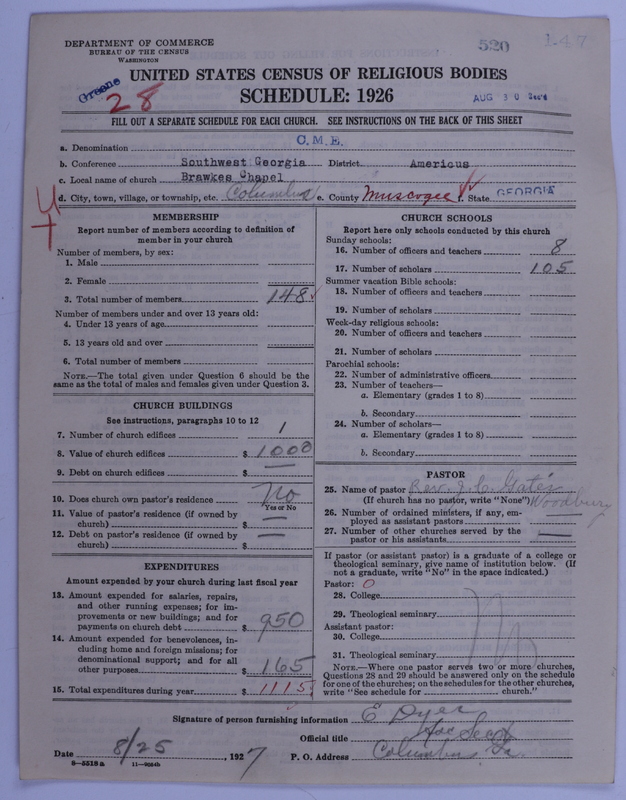 DEPARTMENT OF COMMERCE
BUREAU OF THE CENSUS
WASHINGTON
520
147
UNITED STATES CENSUS OF RELIGIOUS BODIES
Greene
28
SCHEDULE: 1926
AUG 30
FILL OUT A SEPARATE SCHEDULE FOR EACH CHURCH. SEE INSTRUCTIONS ON THE BACK OF THIS SHEET
a. Denomination C.M.E.
b. Conference Southwest Georgia District Americus
c. Local name of church Brawkes Chapel
d. City, town, village, or township, etc. Columbus e. County Muscogee f. State GEORGIA
MEMBERSHIP
Report number of members according to definition of
member in your church
Number of members, by sex:
1. Male
2. Female
3. Total number of members 148
Number of members under and over 13 years old:
4. Under 13 years of age
5. 13 years old and over
6. Total number of members
NOTE.—The total given under Question 6 should be the
same as the total of males and females given under Question 3.
CHURCH BUILDINGS
See instructions, paragraphs 10 to 12
7. Number of church edifices 1
8. Value of church edifices $ 1000
9. Debt on church edifices $ —
10. Does church own pastor's residence No
Yes or No
11. Value of pastor's residence (if owned by
church) $ —
12. Debt on pastor's residence (if owned by
church) $ —
EXPENDITURES
Amount expended by your church during last fiscal year
13. Amount expended for salaries, repairs,
and other running expenses; for im-
provements or new buildings; and for
payments on church debt $ 950
14. Amount expended for benevolences, in-
cluding home and foreign missions; for
denominational support; and for all
other purposes $ 165
15. Total expenditures during year $ 1115
CHURCH SCHOOLS
Report here only schools conducted by this church
Sunday schools:
16. Number of officers and teachers 8
17. Number of scholars 105
Summer vacation Bible schools:
18. Number of officers and teachers
19. Number of scholars
Week-day religious schools:
20. Number of officers and teachers
21. Number of scholars
Parochial schools:
22. Number of administrative officers
23. Number of teachers—
a. Elementary (grades 1 to 8)
b. Secondary
24. Number of scholars—
a. Elementary (grades 1 to 8)
b. Secondary
PASTOR
25. Name of pastor Rev. J. C. Gates
(If church has no pastor, write "None") Woodbury
26. Number of ordained ministers, if any, em-
ployed as assistant pastors
27. Number of other churches served by the
pastor or his assistants —
If pastor (or assistant pastor) is a graduate of a college or
theological seminary, give name of institution below. (If
not a graduate, write "No" in the space indicated.)
Pastor: 0
28. College
29. Theological seminary
Assistant pastor:
30. College
31. Theological seminary
NOTE.—Where one pastor serves two or more churches,
Questions 28 and 29 should be answered only on the schedule
for one of the churches; on the schedules for the other churches,
write "See schedule for church."
Signature of person furnishing information E Dyer
Official title
Date 8/25, 1927 P. O. Address Columbus, Ga.
8-5518a 11-9024b